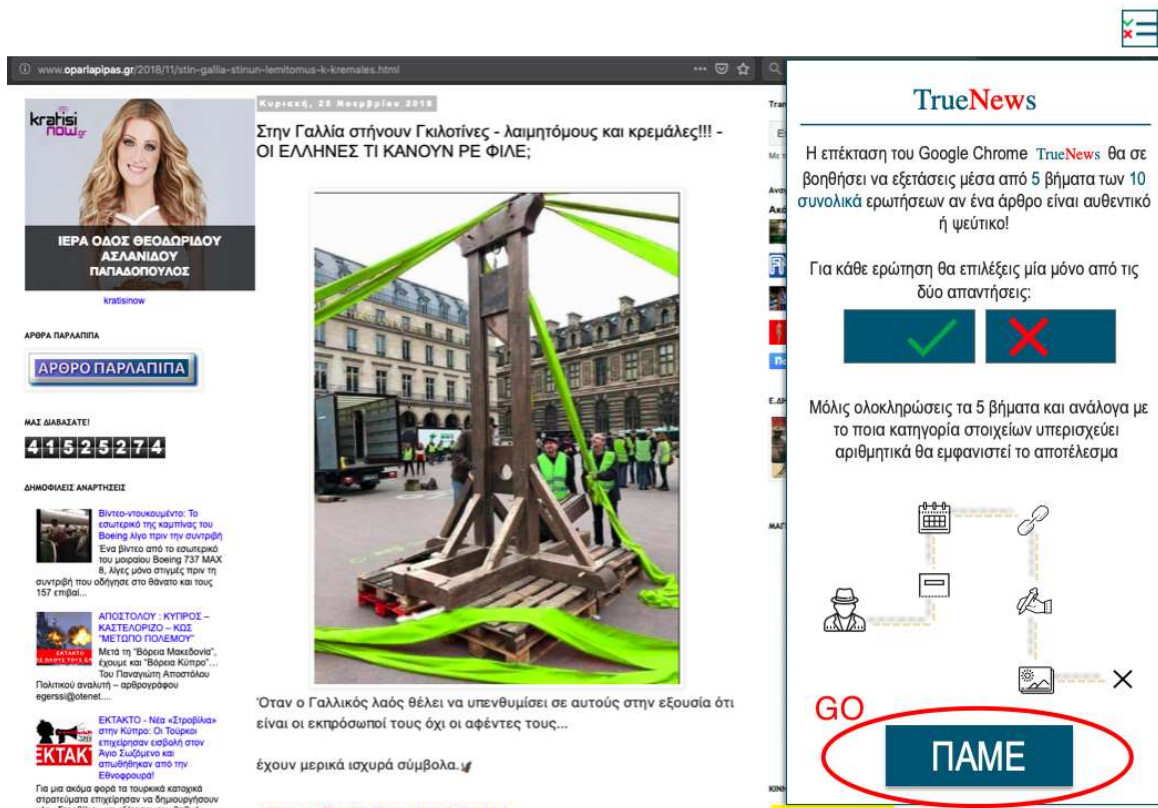 www.oparlapipas.gr/2018/11/stin-gallia-stinun-lemitomus-k-kremales.html
kratisi
now.gr
ΙΕΡΑ ΟΔΟΣ ΘΕΟΔΩΡΙΔΟΥ
ΑΣΛΑΝΙΔΟΥ
ΠΑΠΑΔΟΠΟΥΛΟΣ
kratisinow
ΑΡΘΡΑ ΠΑΡΛΑΠΙΠΑ
ΑΡΘΡΟ ΠΑΡΛΑΠΙΠΑ
ΜΑΣ ΔΙΑΒΑΣΑΤΕ!
41525274
ΔΗΜΟΦΙΛΕΙΣ ΑΝΑΡΤΗΣΕΙΣ
Βίντεο-ντουκουμέντο: Το
εσωτερικό της καμπίνας του
Boeing λίγο πριν την συντριβή
Ένα βίντεο από το εσωτερικό
του μοιραίου Boeing 737 MAX
8, λίγες μόνο στιγμές πριν τη
συντριβή που οδήγησε στο θάνατο και τους
157 επιβαί...
ΑΠΟΣΤΟΛΟΥ : ΚΥΠΡΟΣ –
ΚΑΣΤΕΛΟΡΙΖΟ – ΚΩΣ
"ΜΕΤΩΠΟ ΠΟΛΕΜΟΥ"
Μετά τη "Βόρεια Μακεδονία",
έχουμε και "Βόρεια Κύπρο"…
Του Παναγιώτη Αποστόλου
Πολιτικού αναλυτή – αρθρογράφου
egerssi@otenet....
ΕΚΤΑΚΤΟ - Νέα «Στροβίλια»
στην Κύπρο: Οι Τούρκοι
επιχείρησαν εισβολή στον
Άγιο Σωζόμενο και
απωθήθηκαν από την
Εθνοφρουρά!
ΕΚΤΑΚ
Για μια ακόμα φορά τα τουρκικά κατοχικά
στρατεύματα επιχείρησαν να δημιουργήσουν
Κυριακή, 25 Νοεμβρίου 2018
Στην Γαλλία στήνουν Γκιλοτίνες - λαιμητόμους και κρεμάλες!!! -
ΟΙ ΕΛΛΗΝΕΣ ΤΙ ΚΑΝΟΥΝ ΡΕ ΦΙΛΕ;
Όταν ο Γαλλικός λαός θέλει να υπενθυμίσει σε αυτούς στην εξουσία ότι
είναι οι εκπρόσωποί τους όχι οι αφέντες τους...
έχουν μερικά ισχυρά σύμβολα.
TrueNews
Η επέκταση του Google Chrome TrueNews θα σε
βοηθήσει να εξετάσεις μέσα από 5 βήματα των 10
συνολικά ερωτήσεων αν ένα άρθρο είναι αυθεντικό
ή ψεύτικο!
Για κάθε ερώτηση θα επιλέξεις μία μόνο από τις
δύο απαντήσεις:
Μόλις ολοκληρώσεις τα 5 βήματα και ανάλογα με
το ποια κατηγορία στοιχείων υπερισχύει
αριθμητικά θα εμφανιστεί το αποτέλεσμα
GO
ΠΑΜΕ